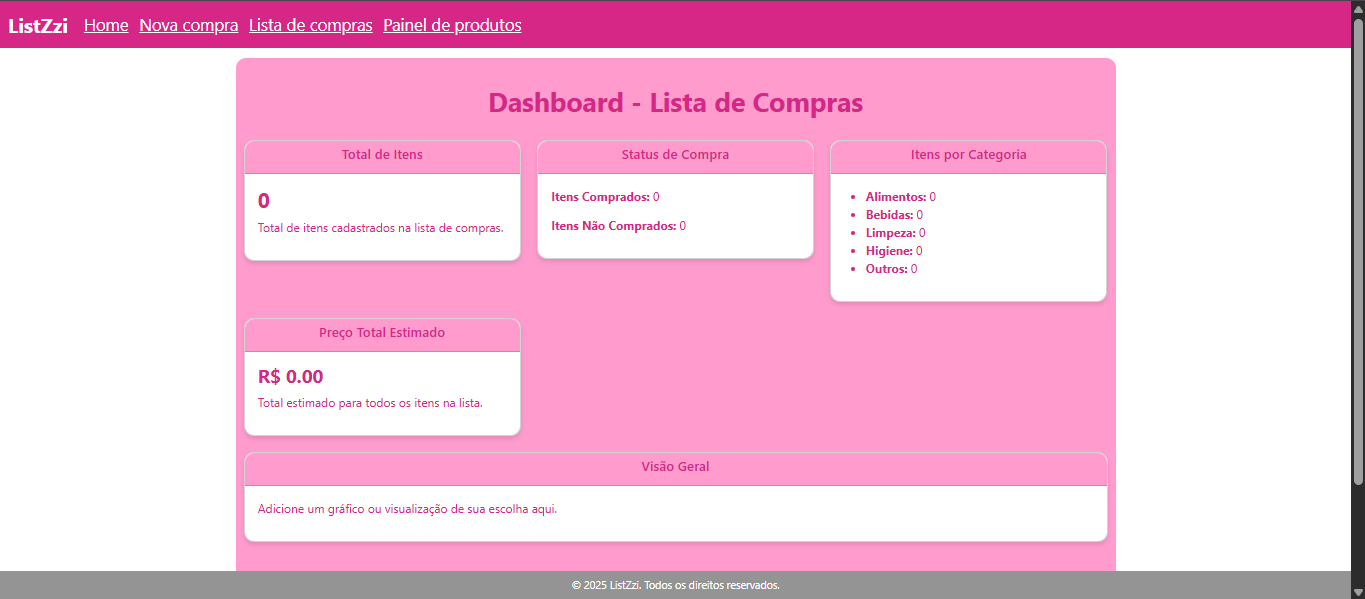 ListZzi Home Nova compra Lista de compras Painel de produtos
Dashboard - Lista de Compras
Total de Itens
0
Total de itens cadastrados na lista de compras.
Status de Compra
Itens Comprados: 0
Itens Não Comprados: 0
Itens por Categoria
• Alimentos: 0
• Bebidas: 0
• Limpeza: 0
• Higiene: 0
• Outros: 0
Preço Total Estimado
R$ 0.00
Total estimado para todos os itens na lista.
Visão Geral
Adicione um gráfico ou visualização de sua escolha aqui.
© 2025 ListZzi. Todos os direitos reservados.